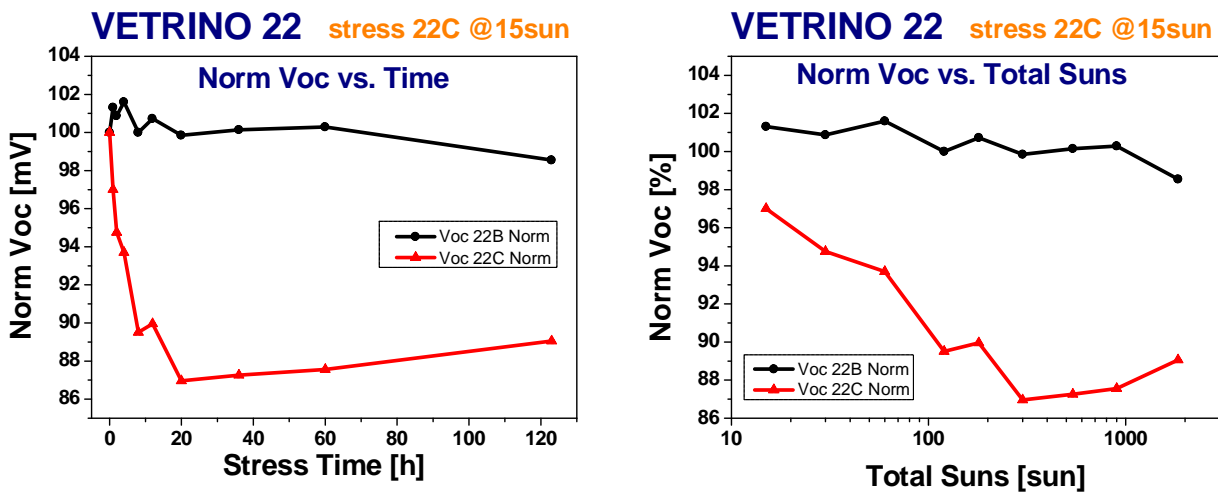 VETRINO 22 stress 22C @15sun
Norm Voc vs. Time
104
102
100
98
96
94
92
90
88
86
Norm Voc [mV]
Voc 22B Norm
Voc 22C Norm
0 20 40 60 80 100 120
Stress Time [h]
VETRINO 22 stress 22C @15sun
Norm Voc vs. Total Suns
104
102
100
98
96
94
92
90
88
86
Norm Voc [%]
Voc 22B Norm
Voc 22C Norm
10 100 1000
Total Suns [sun]